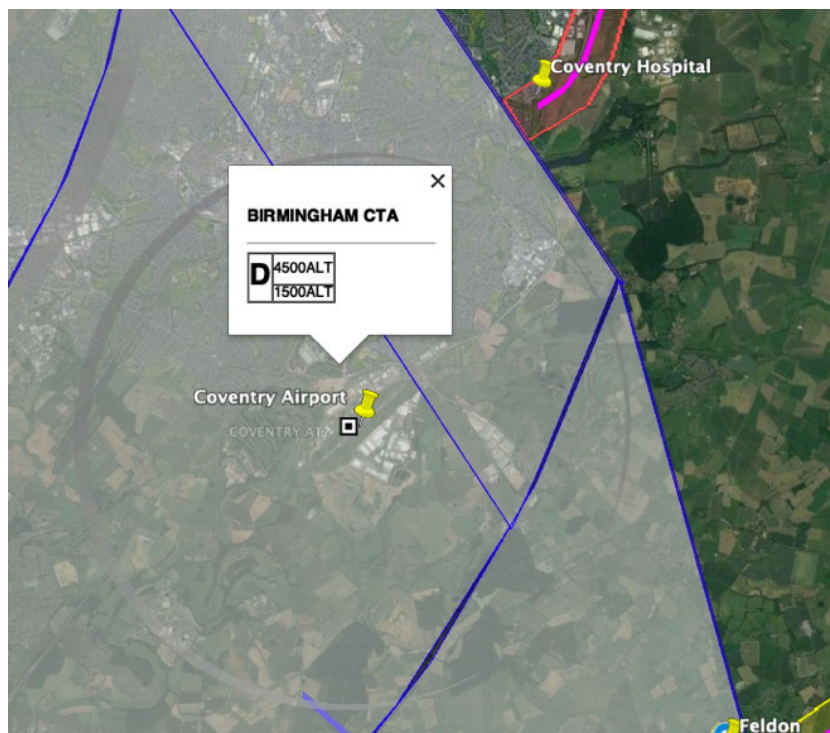 Coventry Hospital
×
BIRMINGHAM CTA
D
4500ALT
1500ALT
Coventry Airport
COVENTRY ATZ
Feldon